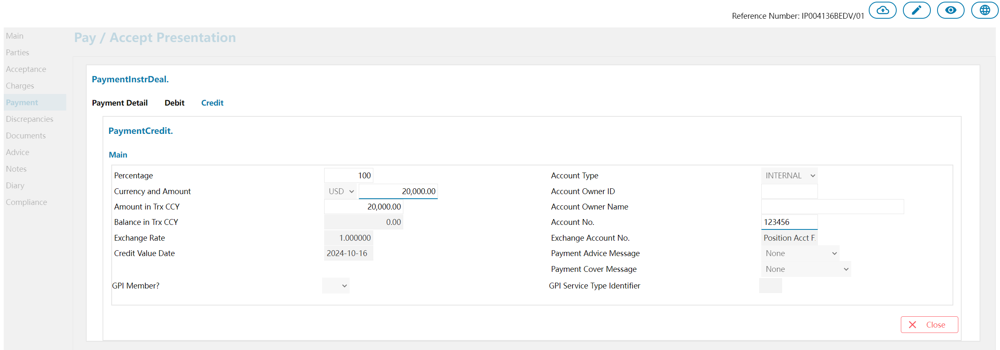 Reference Number: IP004136BEDV/01
Main
Parties
Acceptance
Charges
Payment
Discrepancies
Documents
Advice
Notes
Diary
Compliance
Pay / Accept Presentation
PaymentInstrDeal.
Payment Detail Debit Credit
PaymentCredit.
Main
Percentage 100
Currency and Amount USD 20,000.00
Amount in Trx CCY 20,000.00
Balance in Trx CCY 0.00
Exchange Rate 1.000000
Credit Value Date 2024-10-16
GPI Member?
Account Type INTERNAL
Account Owner ID
Account Owner Name
Account No. 123456
Exchange Account No. Position Acct F
Payment Advice Message None
Payment Cover Message None
GPI Service Type Identifier
Close